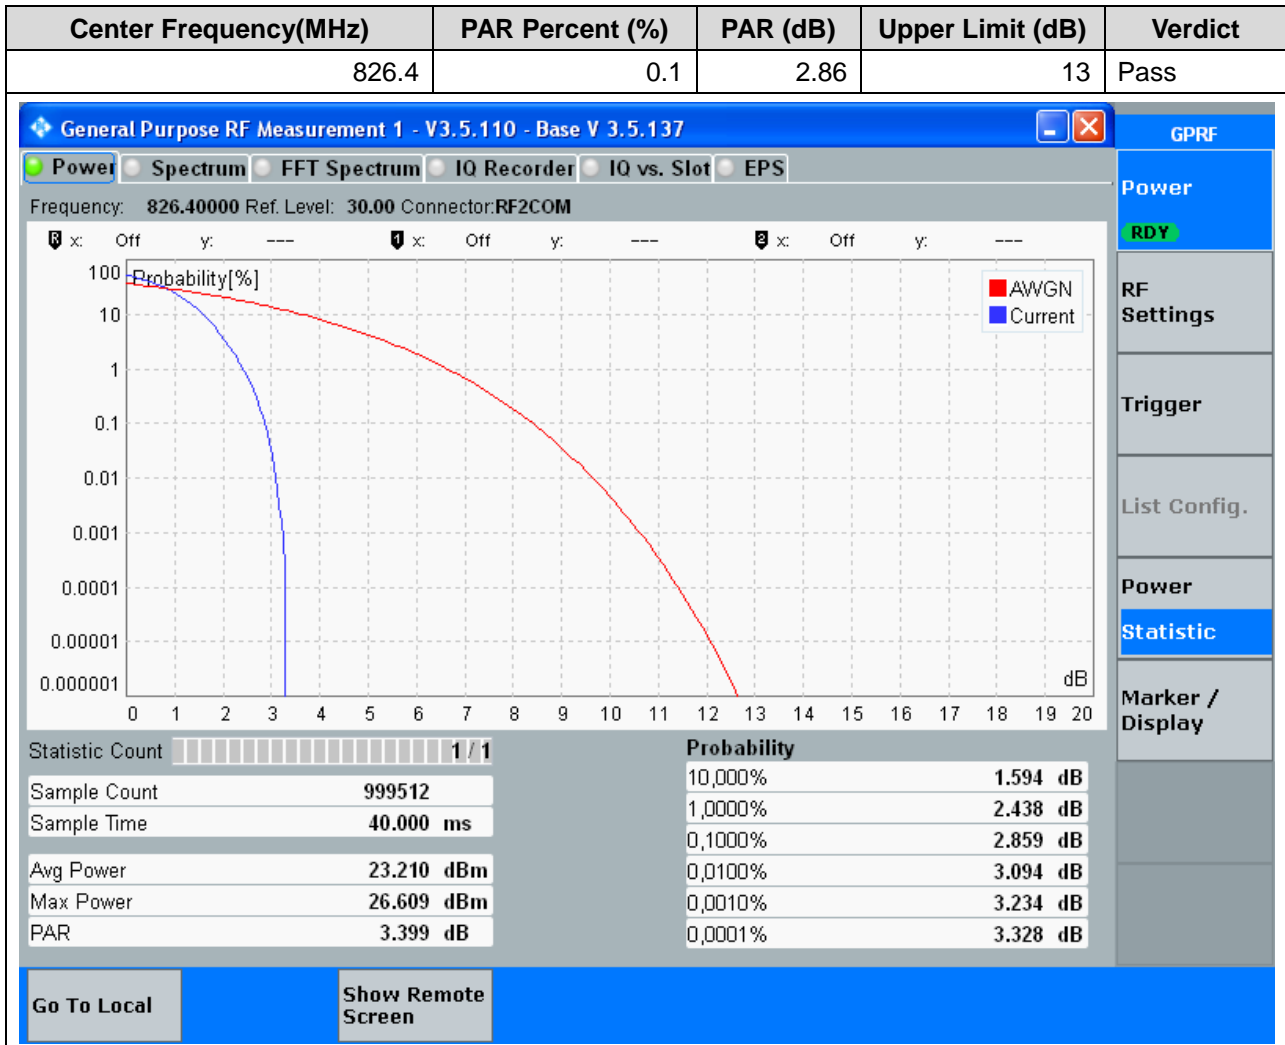 Center Frequency(MHz) PAR Percent (%) PAR (dB) Upper Limit (dB) Verdict
826.4 0.1 2.86 13 Pass
General Purpose RF Measurement 1 - V3.5.110 - Base V 3.5.137
GPRF
Power Spectrum FFT Spectrum IQ Recorder IQ vs. Slot EPS
Power
RDY
Frequency: 826.40000 Ref. Level: 30.00 Connector:RF2COM
R x: Off y: --- 1 x: Off y: --- 2 x: Off y: ---
Probability[%]
AWGN
Current
100
10
1
0.1
0.01
0.001
0.0001
0.00001
0.000001
dB
0 1 2 3 4 5 6 7 8 9 10 11 12 13 14 15 16 17 18 19 20
RF
Settings
Trigger
List Config.
Power
Statistic
Marker /
Display
Statistic Count 1 / 1
Sample Count 999512
Sample Time 40.000 ms
Avg Power 23.210 dBm
Max Power 26.609 dBm
PAR 3.399 dB
Probability
10,000% 1.594 dB
1,0000% 2.438 dB
0,1000% 2.859 dB
0,0100% 3.094 dB
0,0010% 3.234 dB
0,0001% 3.328 dB
Go To Local
Show Remote
Screen